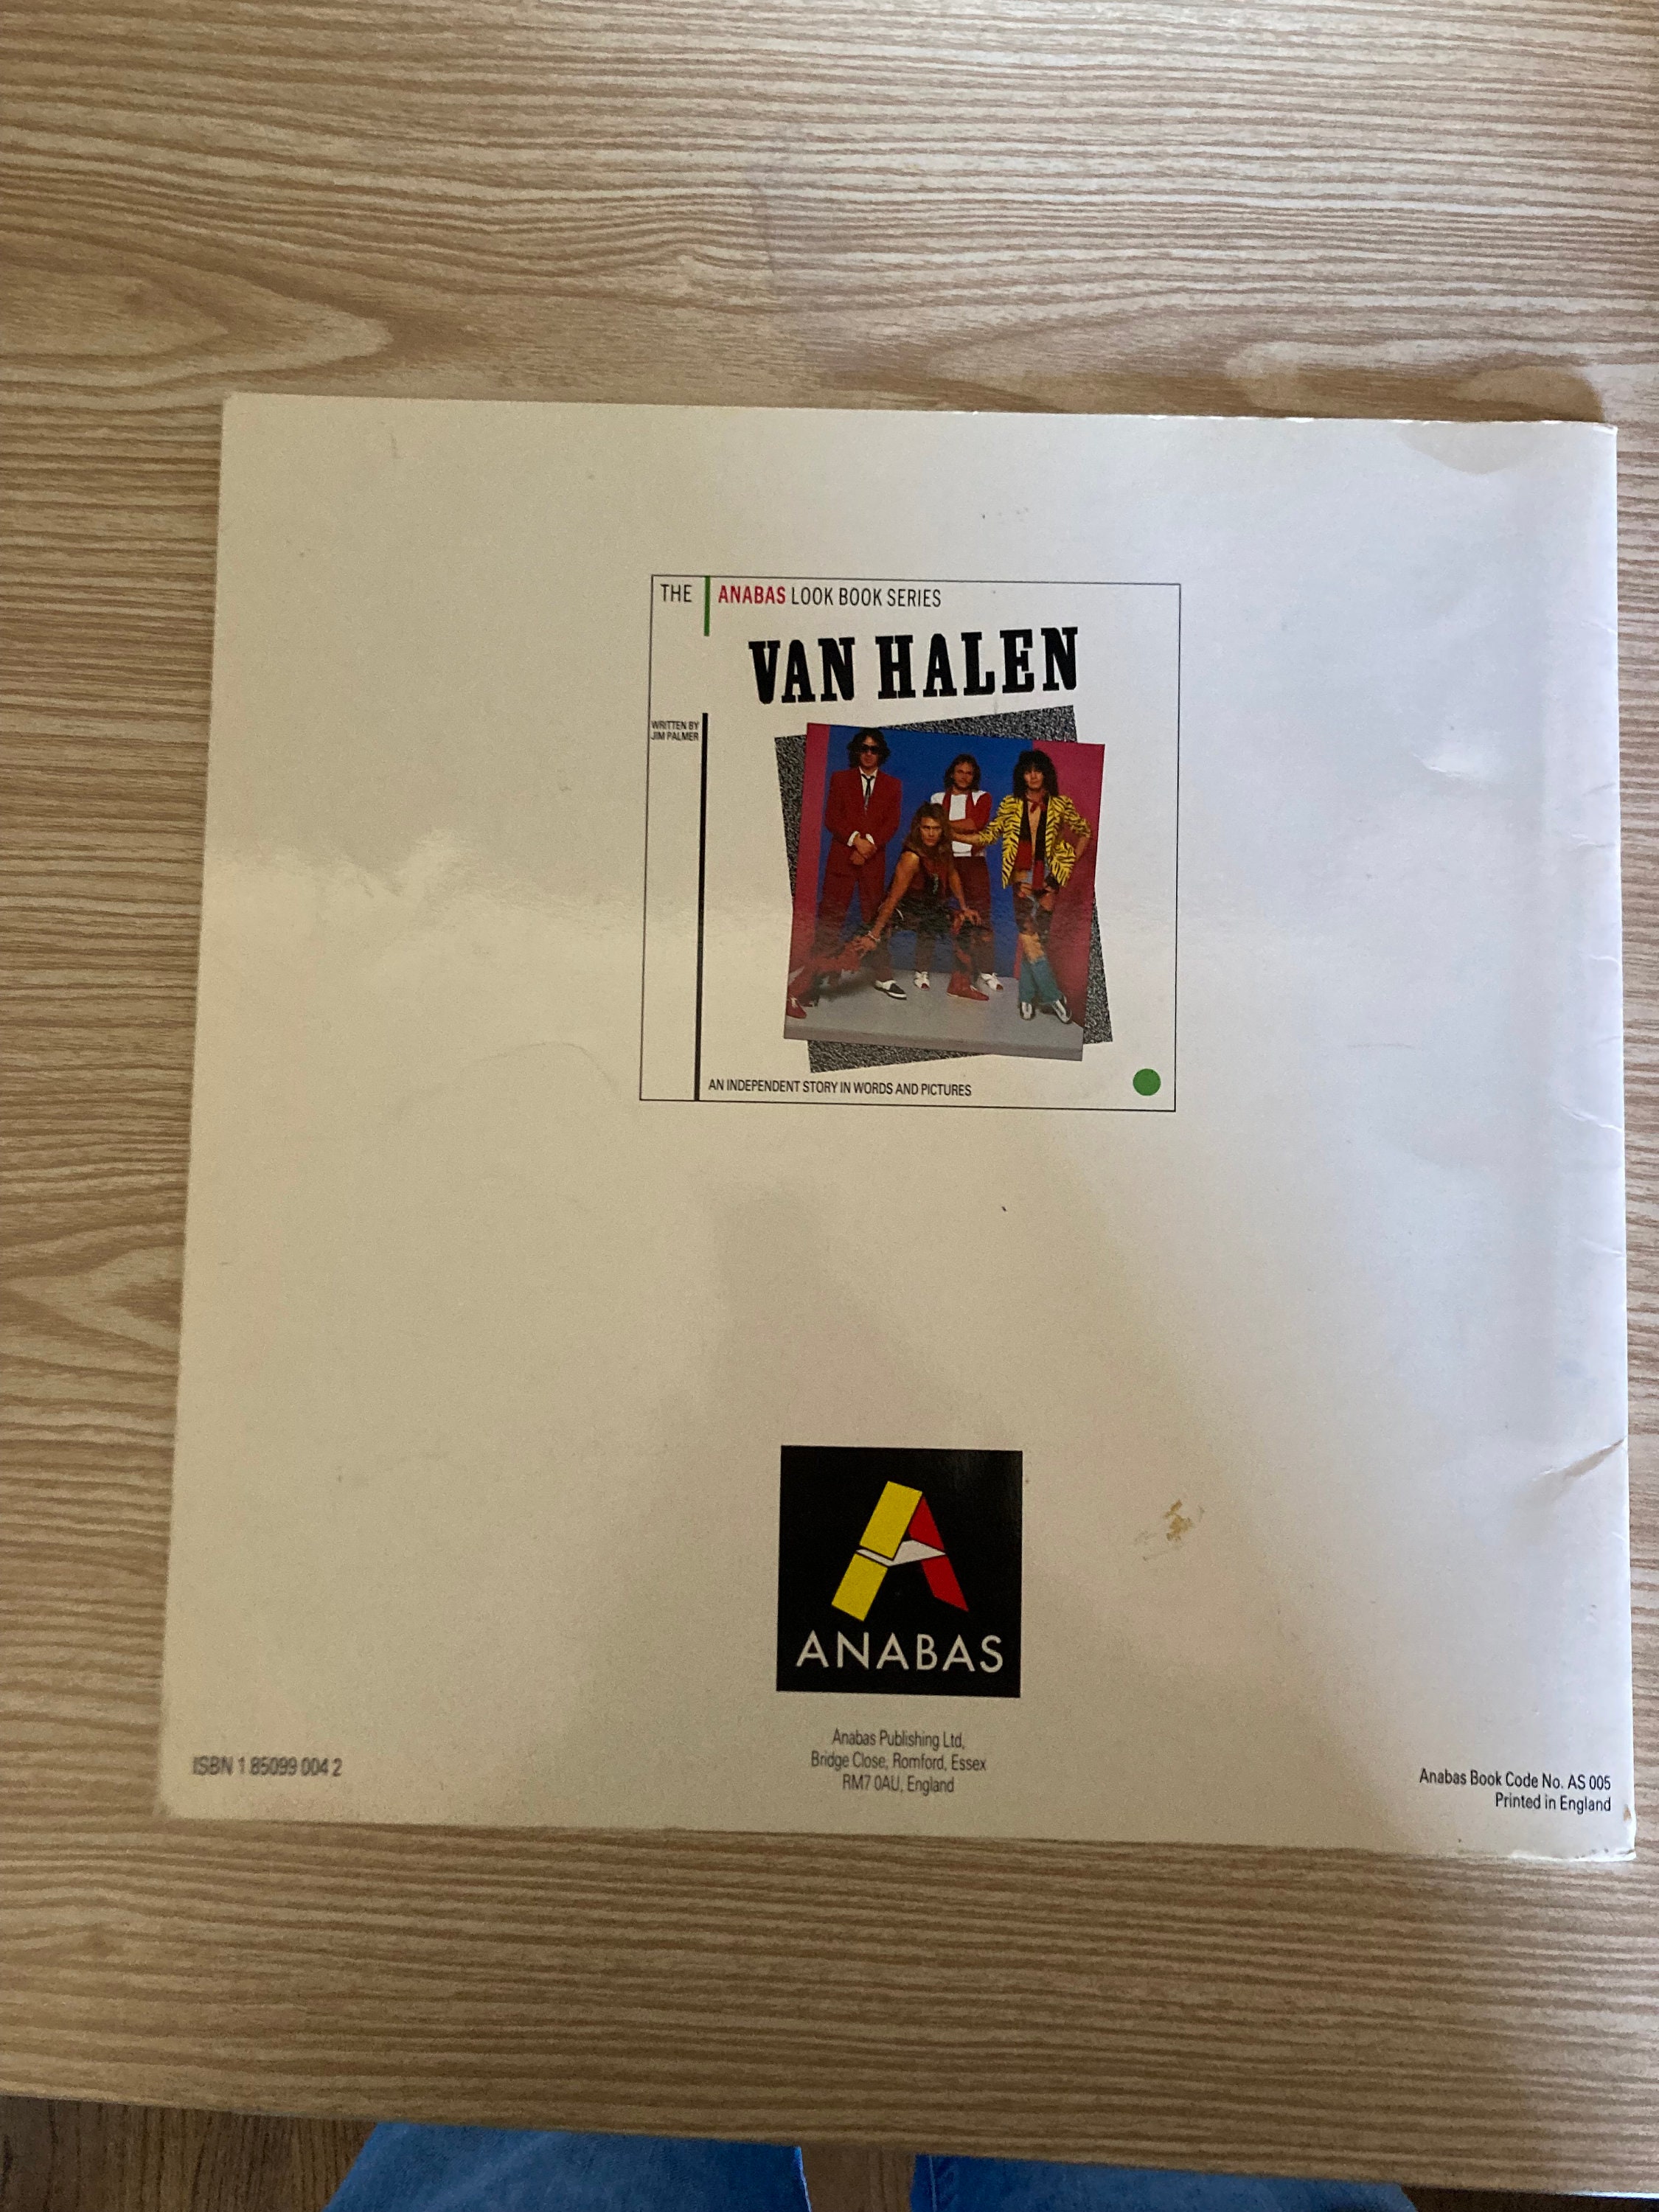 THE ANABAS LOOK BOOK SERIES
VAN HALEN
WRITTEN BY
JIM PALMER
AN INDEPENDENT STORY IN WORDS AND PICTURES
ANABAS
Anabas Publishing Ltd,
Bridge Close, Romford, Essex
RM7 0AU, England
ISBN 1 85099 004 2
Anabas Book Code No. AS 005
Printed in England